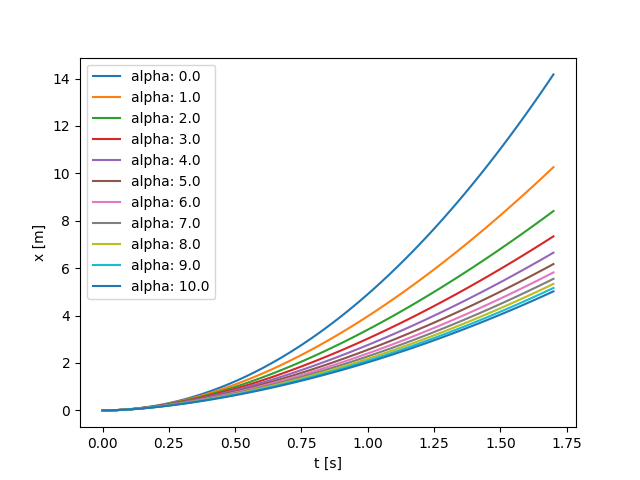 alpha: 0.0
alpha: 1.0
alpha: 2.0
alpha: 3.0
alpha: 4.0
alpha: 5.0
alpha: 6.0
alpha: 7.0
alpha: 8.0
alpha: 9.0
alpha: 10.0
14
12
10
8
6
4
2
0
x [m]
0.00 0.25 0.50 0.75 1.00 1.25 1.50 1.75
t [s]